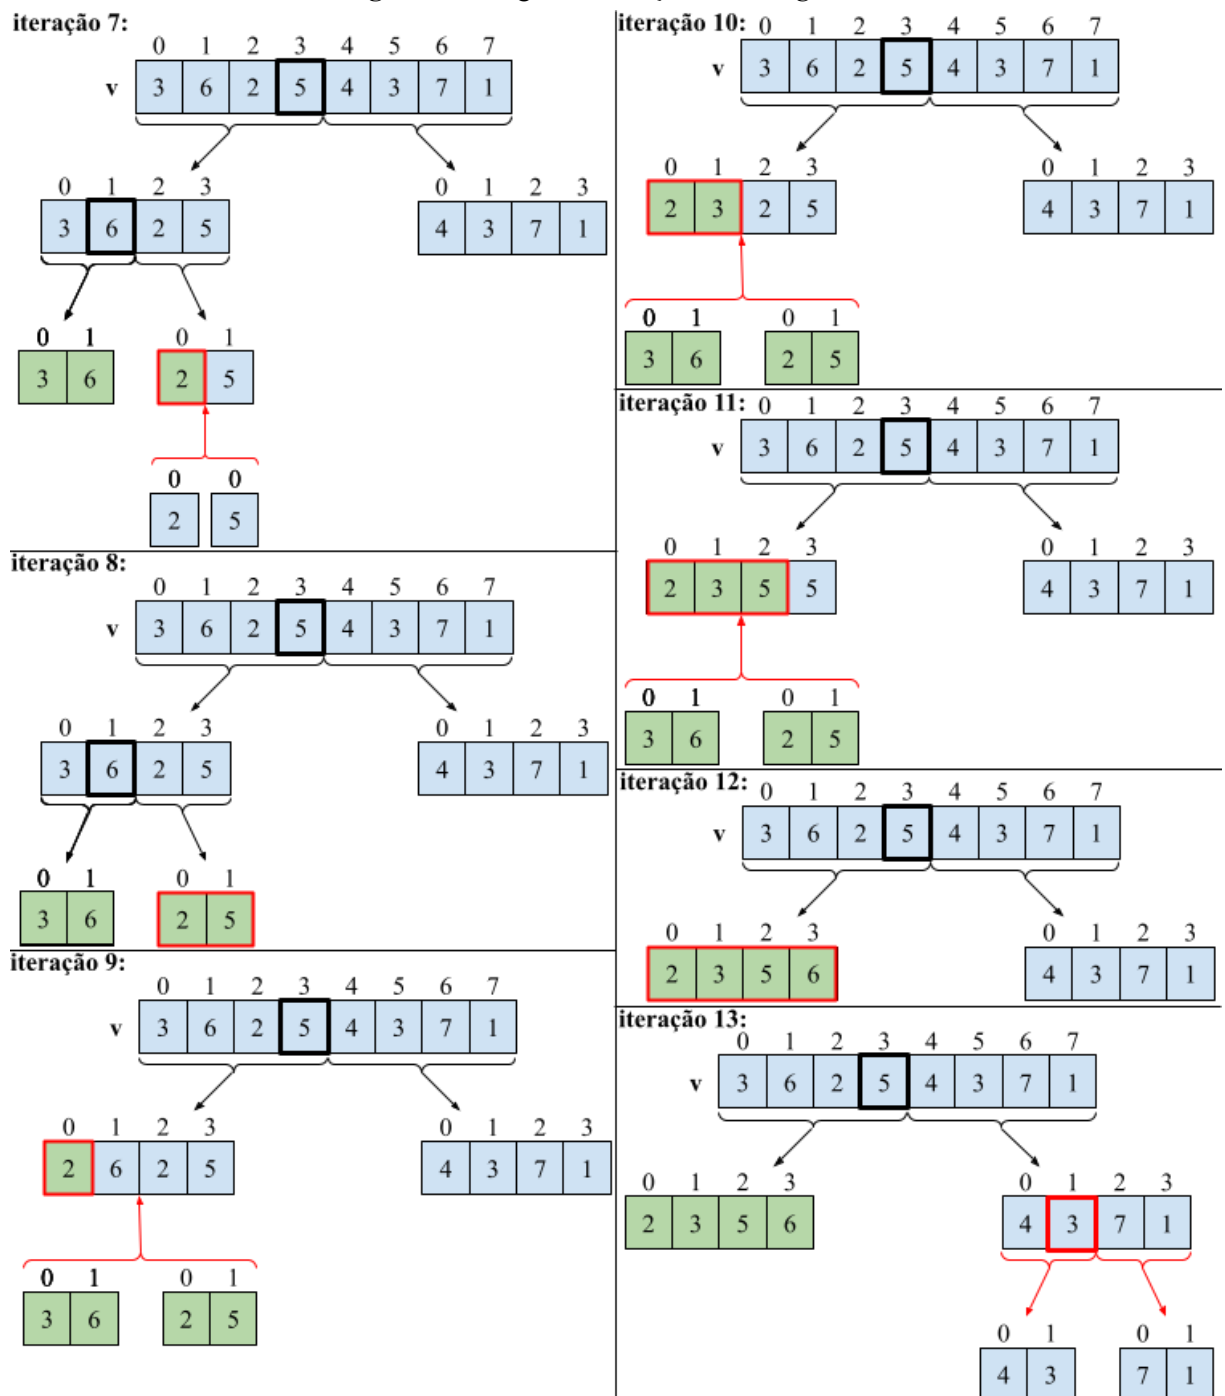 iteração 7:
0 1 2 3 4 5 6 7
v 3 6 2 5 4 3 7 1
0 1 2 3 0 1 2 3
3 6 2 5 4 3 7 1
0 1 0 1
3 6 2 5
0 0
2 5
iteração 8:
0 1 2 3 4 5 6 7
v 3 6 2 5 4 3 7 1
0 1 2 3 0 1 2 3
3 6 2 5 4 3 7 1
0 1 0 1
3 6 2 5
iteração 9:
0 1 2 3 4 5 6 7
v 3 6 2 5 4 3 7 1
0 1 2 3 0 1 2 3
2 6 2 5 4 3 7 1
0 1 0 1
3 6 2 5
iteração 10: 0 1 2 3 4 5 6 7
v 3 6 2 5 4 3 7 1
0 1 2 3 0 1 2 3
2 3 2 5 4 3 7 1
0 1 0 1
3 6 2 5
iteração 11: 0 1 2 3 4 5 6 7
v 3 6 2 5 4 3 7 1
0 1 2 3 0 1 2 3
2 3 5 5 4 3 7 1
0 1 0 1
3 6 2 5
iteração 12: 0 1 2 3 4 5 6 7
v 3 6 2 5 4 3 7 1
0 1 2 3 0 1 2 3
2 3 5 6 4 3 7 1
iteração 13:
0 1 2 3 4 5 6 7
v 3 6 2 5 4 3 7 1
0 1 2 3 0 1 2 3
2 3 5 6 4 3 7 1
0 1 0 1
4 3 7 1